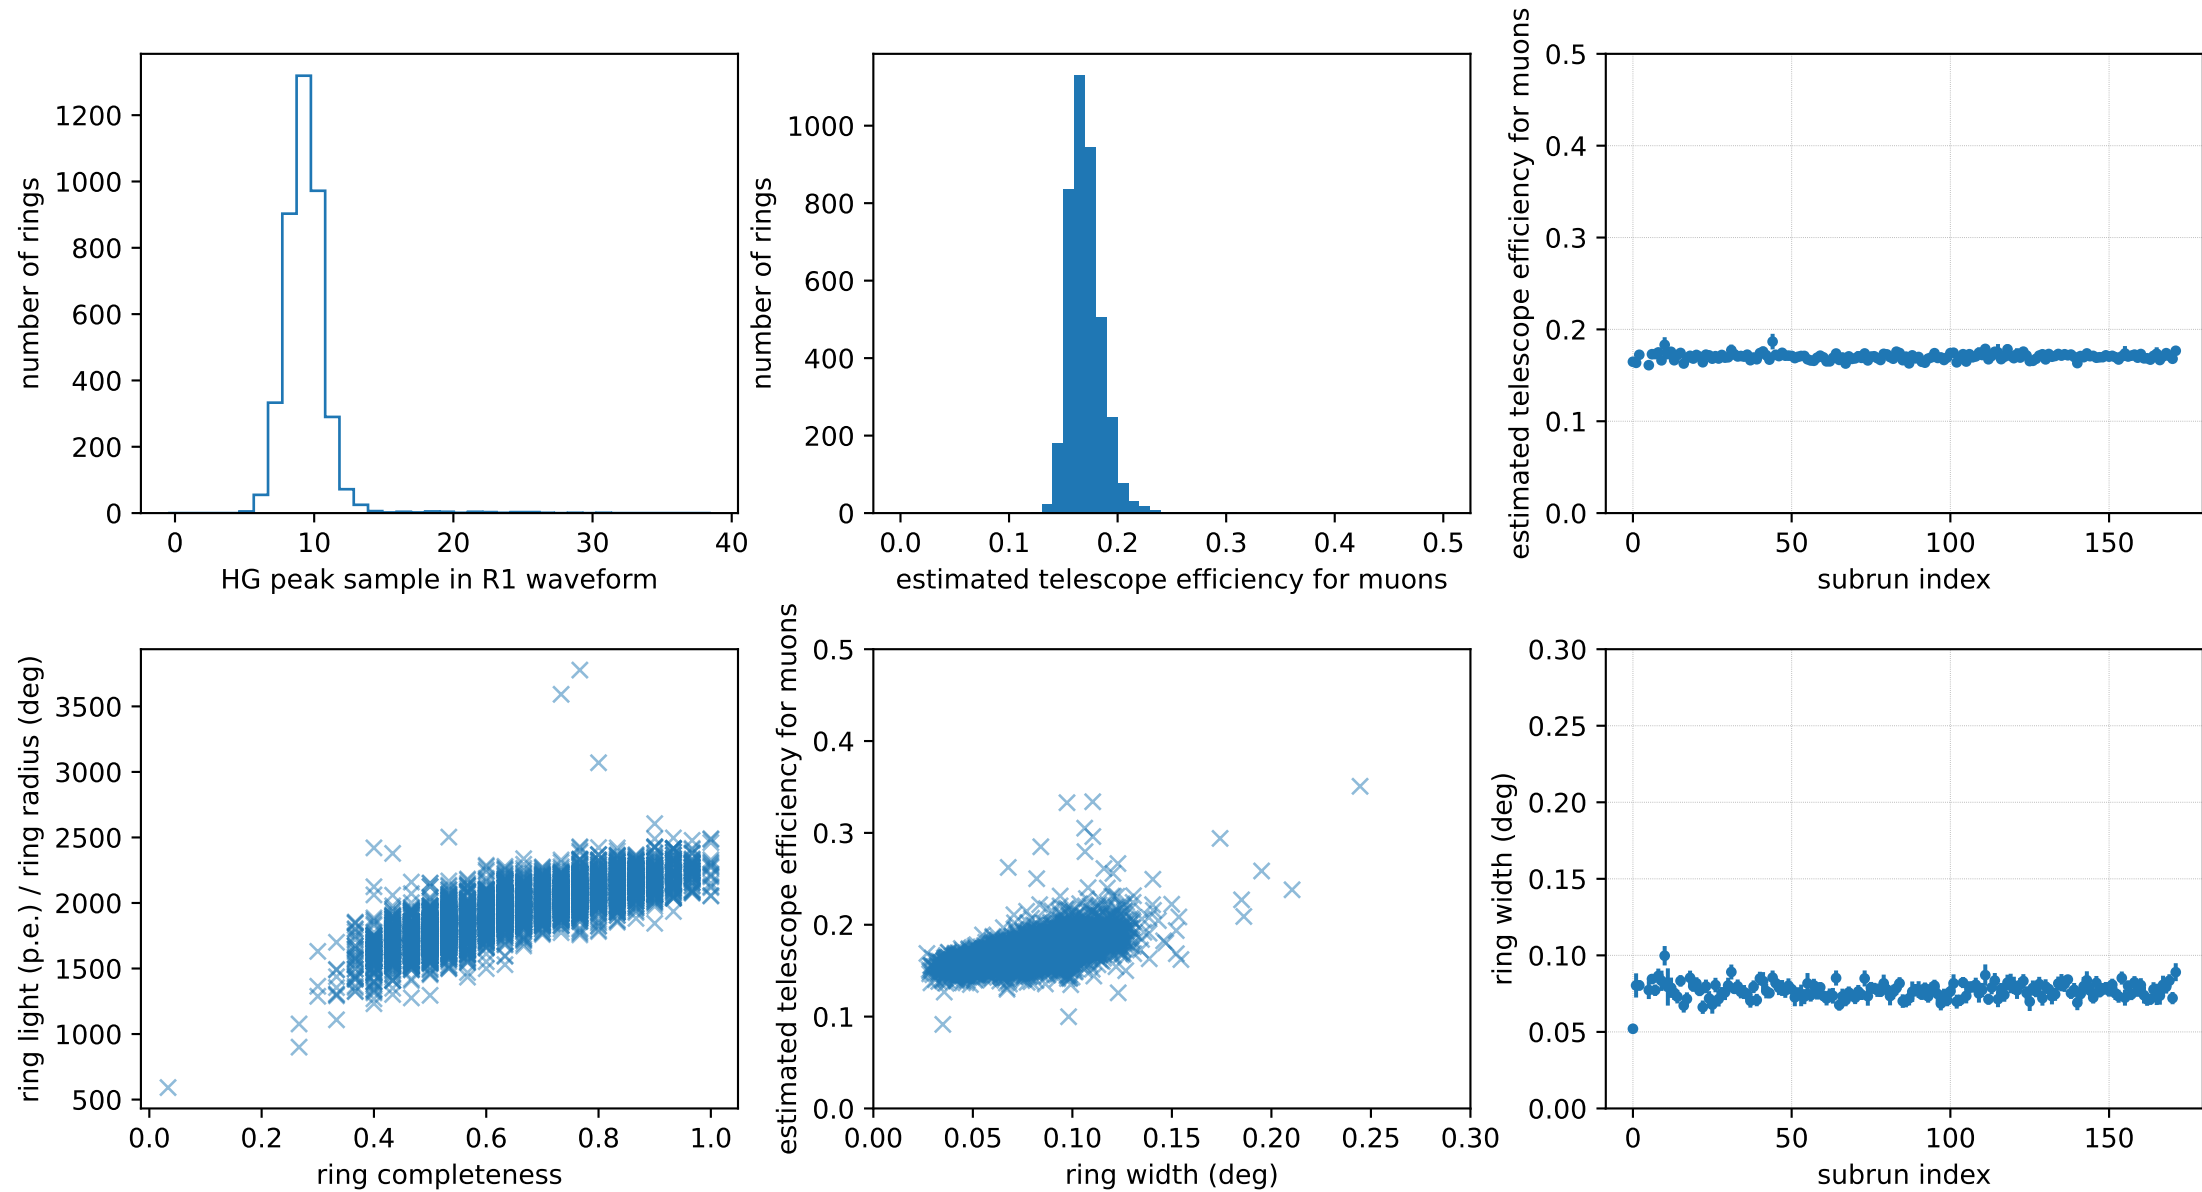 number of rings
1200
1000
800
600
400
200
0
0 10 20 30 40
HG peak sample in R1 waveform
number of rings
1000
800
600
400
200
0
0.0 0.1 0.2 0.3 0.4 0.5
estimated telescope efficiency for muons
estimated telescope efficiency for muons
0.5
0.4
0.3
0.2
0.1
0.0
0 50 100 150
subrun index
ring light (p.e.) / ring radius (deg)
3500
3000
2500
2000
1500
1000
500
0.0 0.2 0.4 0.6 0.8 1.0
ring completeness
estimated telescope efficiency for muons
0.5
0.4
0.3
0.2
0.1
0.0
0.00 0.05 0.10 0.15 0.20 0.25 0.30
ring width (deg)
ring width (deg)
0.30
0.25
0.20
0.15
0.10
0.05
0.00
0 50 100 150
subrun index